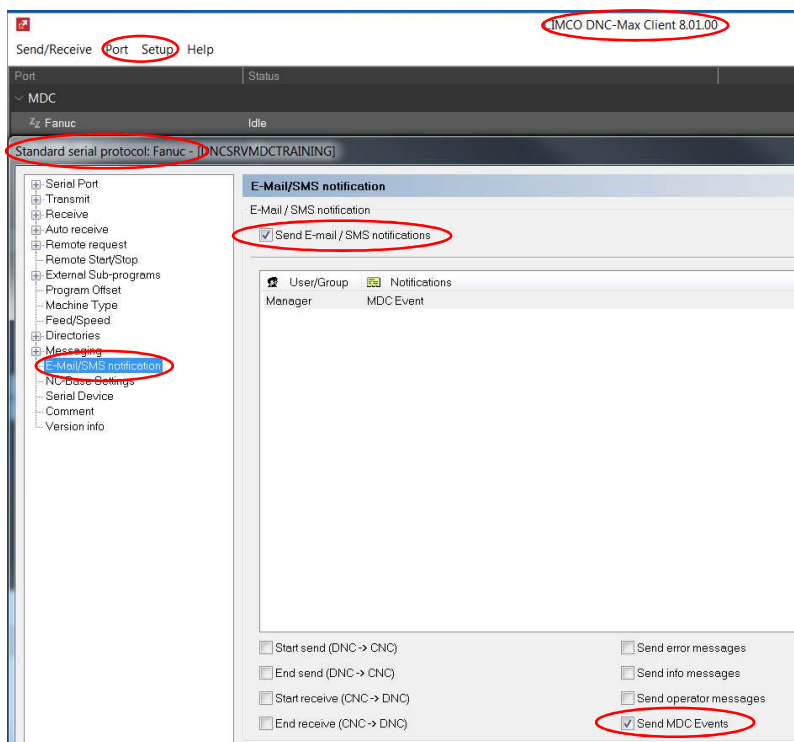 CIMCO DNC-Max Client 8.01.00
Send/Receive Port Setup Help
Port Status
MDC
Zz Fanuc Idle
Standard serial protocol: Fanuc - [DNCSRVMDCTRAINING]
Serial Port
Transmit
Receive
Auto receive
Remote request
Remote Start/Stop
External Sub-programs
Program Offset
Machine Type
Feed/Speed
Directories
Messaging
E-Mail/SMS notification
NC-Base Settings
Serial Device
Comment
Version info
E-Mail/SMS notification
E-Mail / SMS notification
Send E-mail / SMS notifications
User/Group Notifications
Manager MDC Event
Start send (DNC -> CNC)
End send (DNC -> CNC)
Start receive (CNC -> DNC)
End receive (CNC -> DNC)
Send error messages
Send info messages
Send operator messages
Send MDC Events